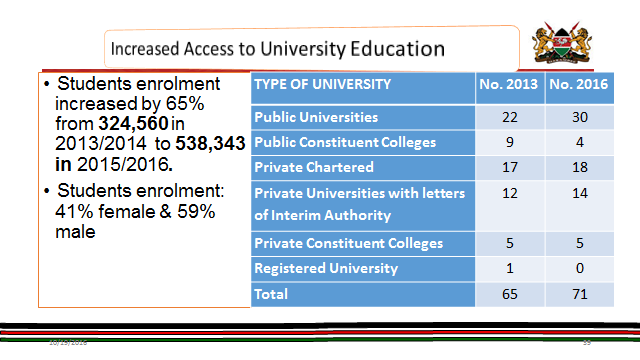 Increased Access to University Education
• Students enrolment
increased by 65%
from 324,560 in
2013/2014 to 538,343
in 2015/2016.
• Students enrolment:
41% female & 59%
male
TYPE OF UNIVERSITY No. 2013 No. 2016
Public Universities 22 30
Public Constituent Colleges 9 4
Private Chartered 17 18
Private Universities with letters 12 14
of Interim Authority
Private Constituent Colleges 5 5
Registered University 1 0
Total 65 71